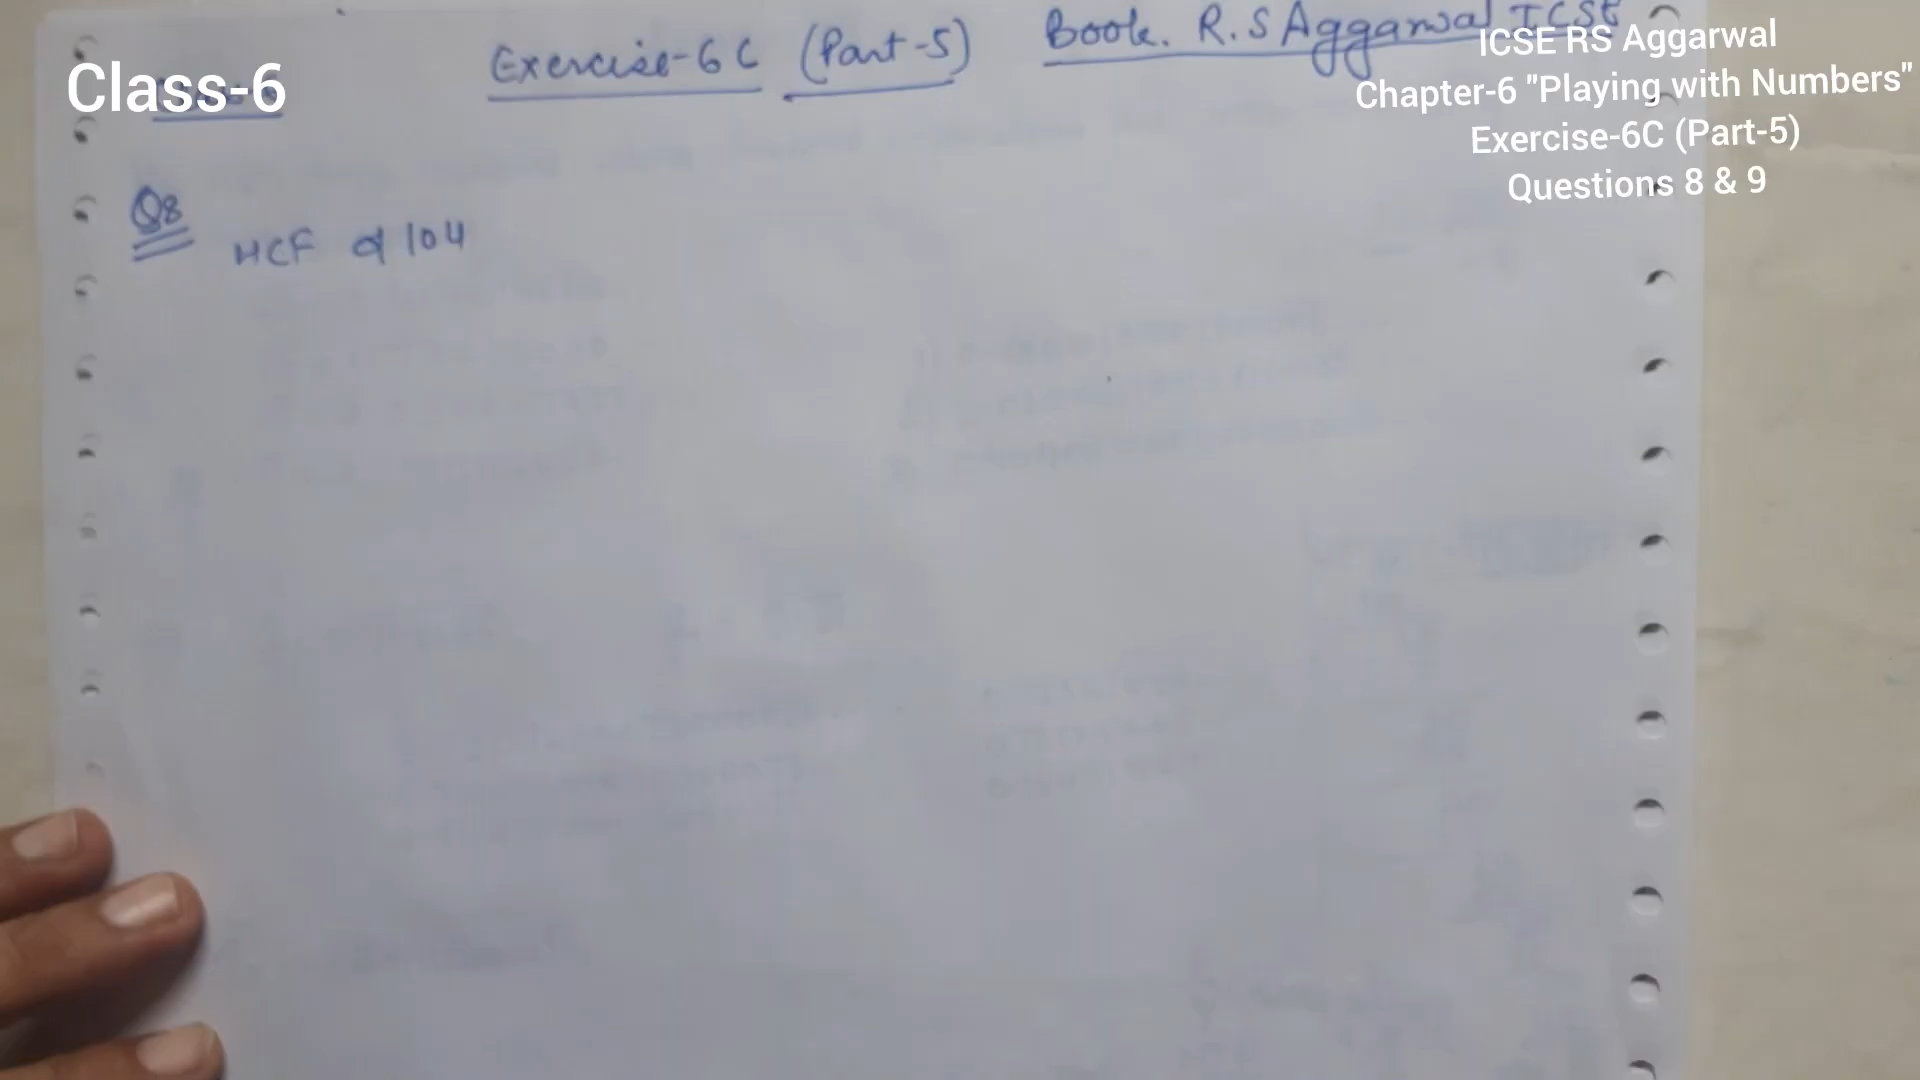 Class-6
Exercise-6C (Part-5) Book. R.S Aggarwal ICSE
ICSE RS Aggarwal
Chapter-6 "Playing with Numbers"
Exercise-6C (Part-5)
Questions 8 & 9
Q8
HCF of 104